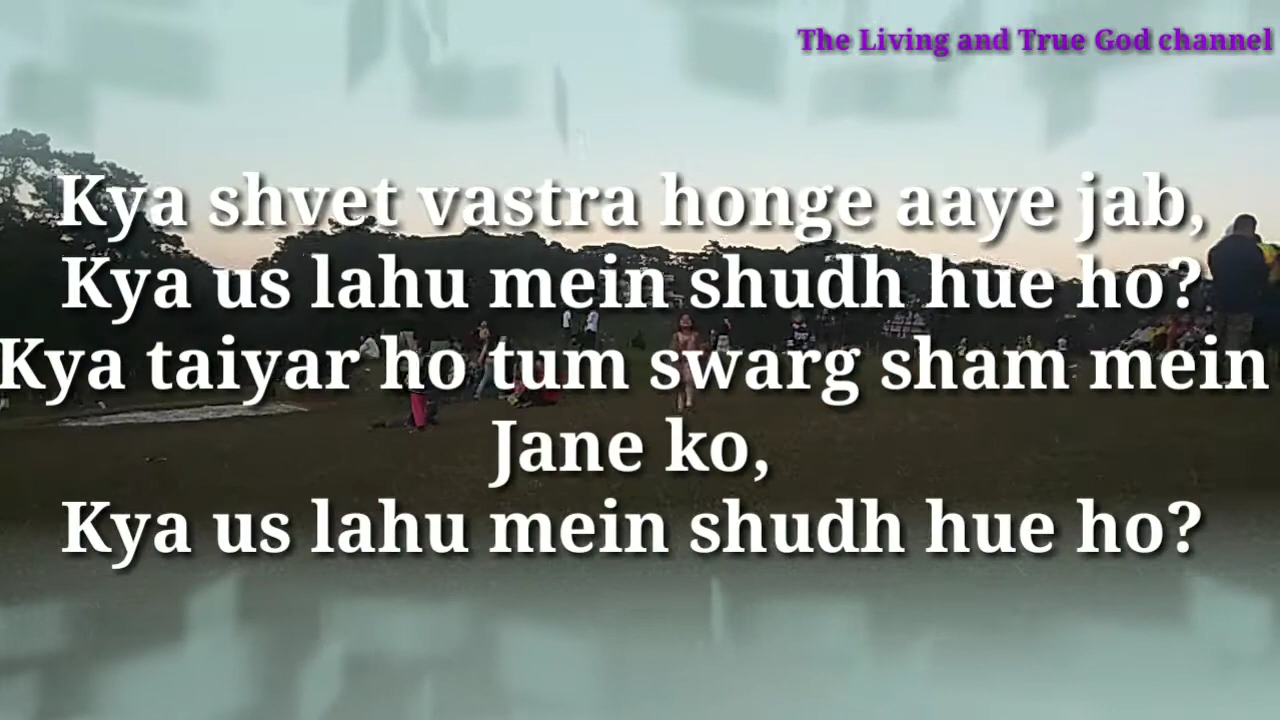 The Living and True God channel
Kya shvet vastra honge aaye jab,
Kya us lahu mein shudh hue ho?
Kya taiyar ho tum swarg sham mein
Jane ko,
Kya us lahu mein shudh hue ho?